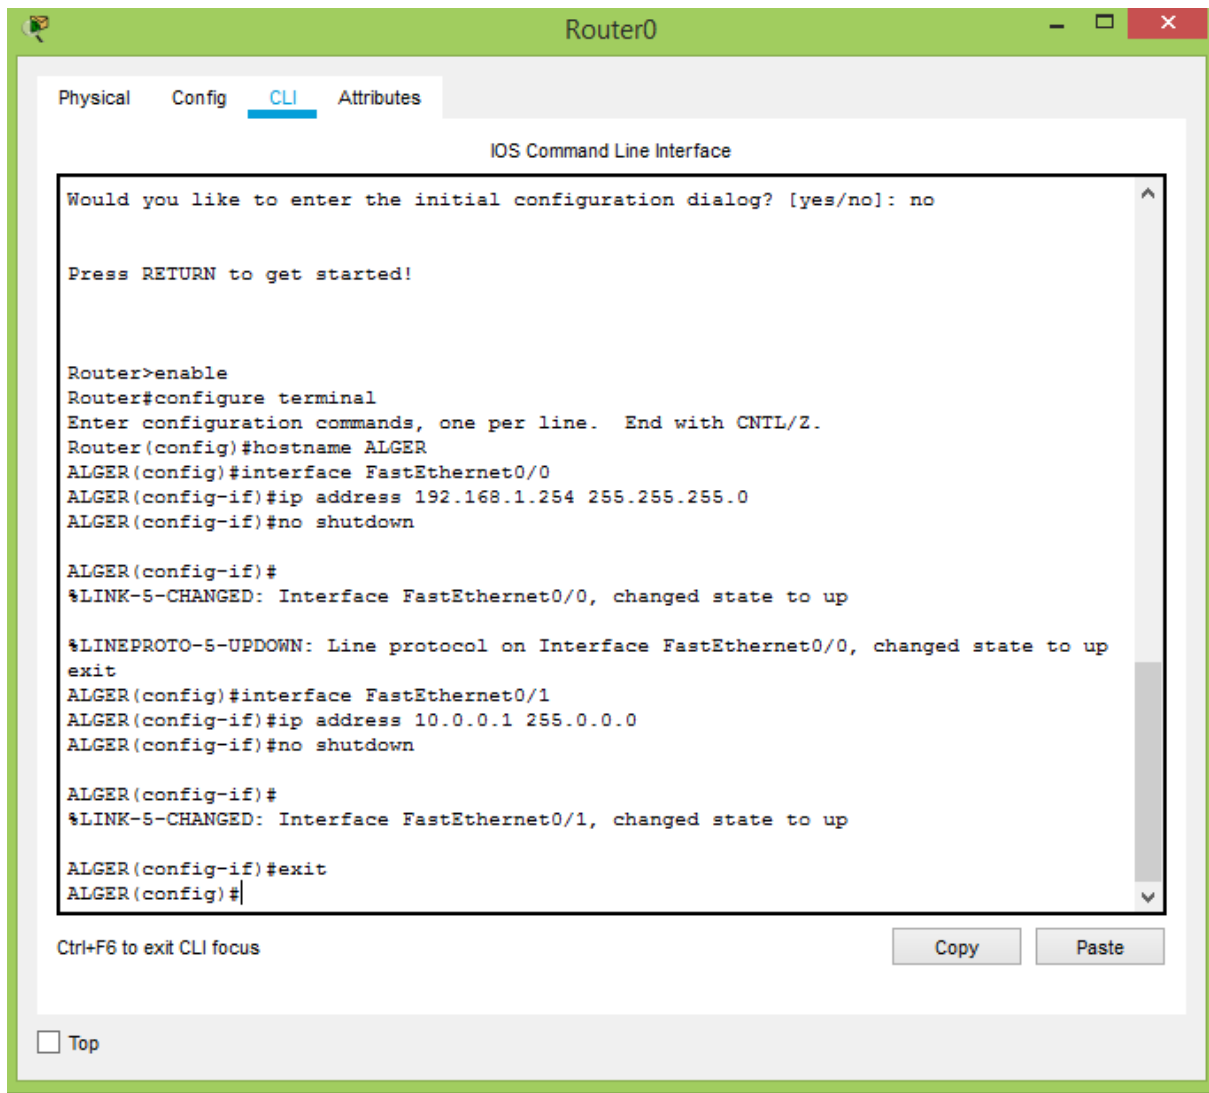 Router0
Physical Config CLI Attributes
IOS Command Line Interface
Would you like to enter the initial configuration dialog? [yes/no]: no
Press RETURN to get started!
Router>enable
Router#configure terminal
Enter configuration commands, one per line.  End with CNTL/Z.
Router(config)#hostname ALGER
ALGER(config)#interface FastEthernet0/0
ALGER(config-if)#ip address 192.168.1.254 255.255.255.0
ALGER(config-if)#no shutdown
ALGER(config-if)#
%LINK-5-CHANGED: Interface FastEthernet0/0, changed state to up
%LINEPROTO-5-UPDOWN: Line protocol on Interface FastEthernet0/0, changed state to up
exit
ALGER(config)#interface FastEthernet0/1
ALGER(config-if)#ip address 10.0.0.1 255.0.0.0
ALGER(config-if)#no shutdown
ALGER(config-if)#
%LINK-5-CHANGED: Interface FastEthernet0/1, changed state to up
ALGER(config-if)#exit
ALGER(config)#
Ctrl+F6 to exit CLI focus
Copy Paste
Top